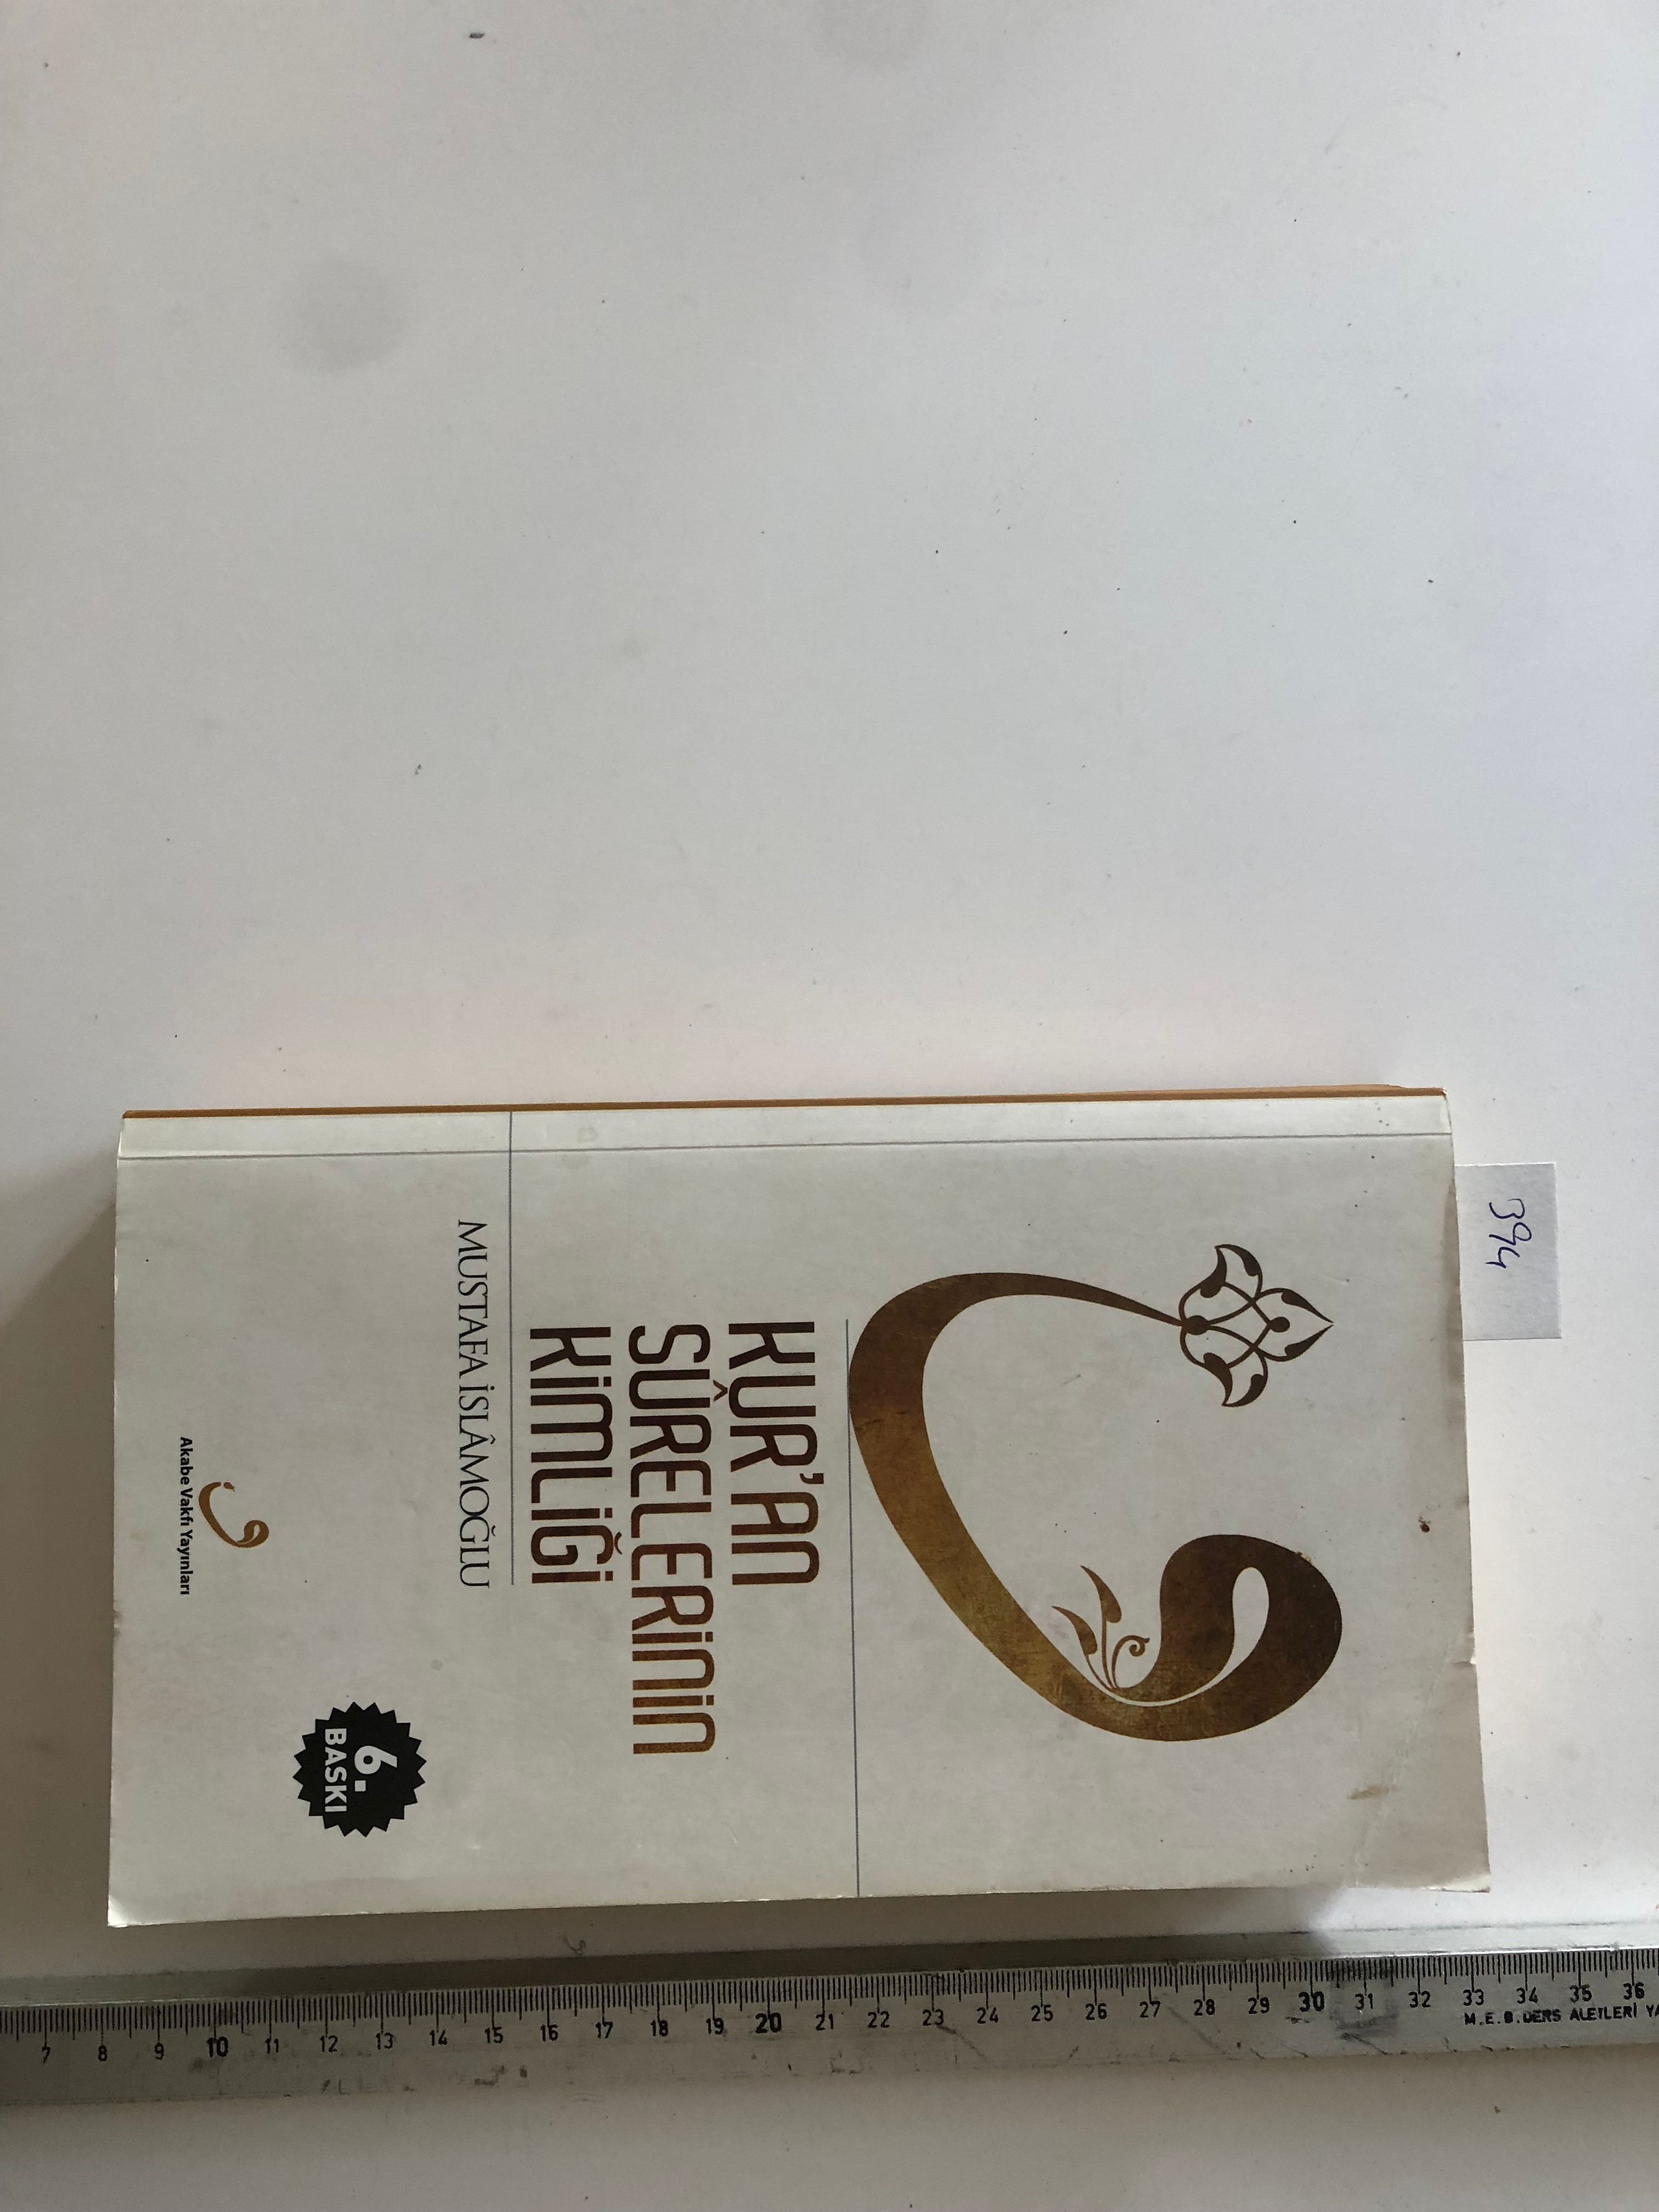 394
KUR'AN
SÛRELERİNİN
KİMLİĞİ
MUSTAFA İSLÂMOĞLU
6.
BASKI
Akabe Vakfı Yayınları
7 8 9 10 11 12 13 14 15 16 17 18 19 20 21 22 23 24 25 26 27 28 29 30 31 32 33 34 35 36
M.E.B.DERS ALETLERİ YA